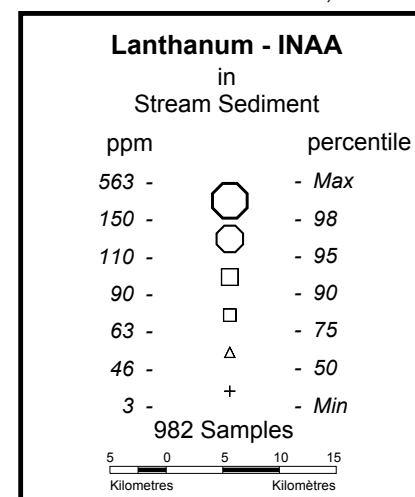 Lanthanum - INAA
in
Stream Sediment
ppm percentile
563 - - Max
150 - - 98
110 - - 95
90 - - 90
63 - - 75
46 - - 50
3 - - Min
982 Samples
5 0 5 10 15
Kilometres Kilomètres